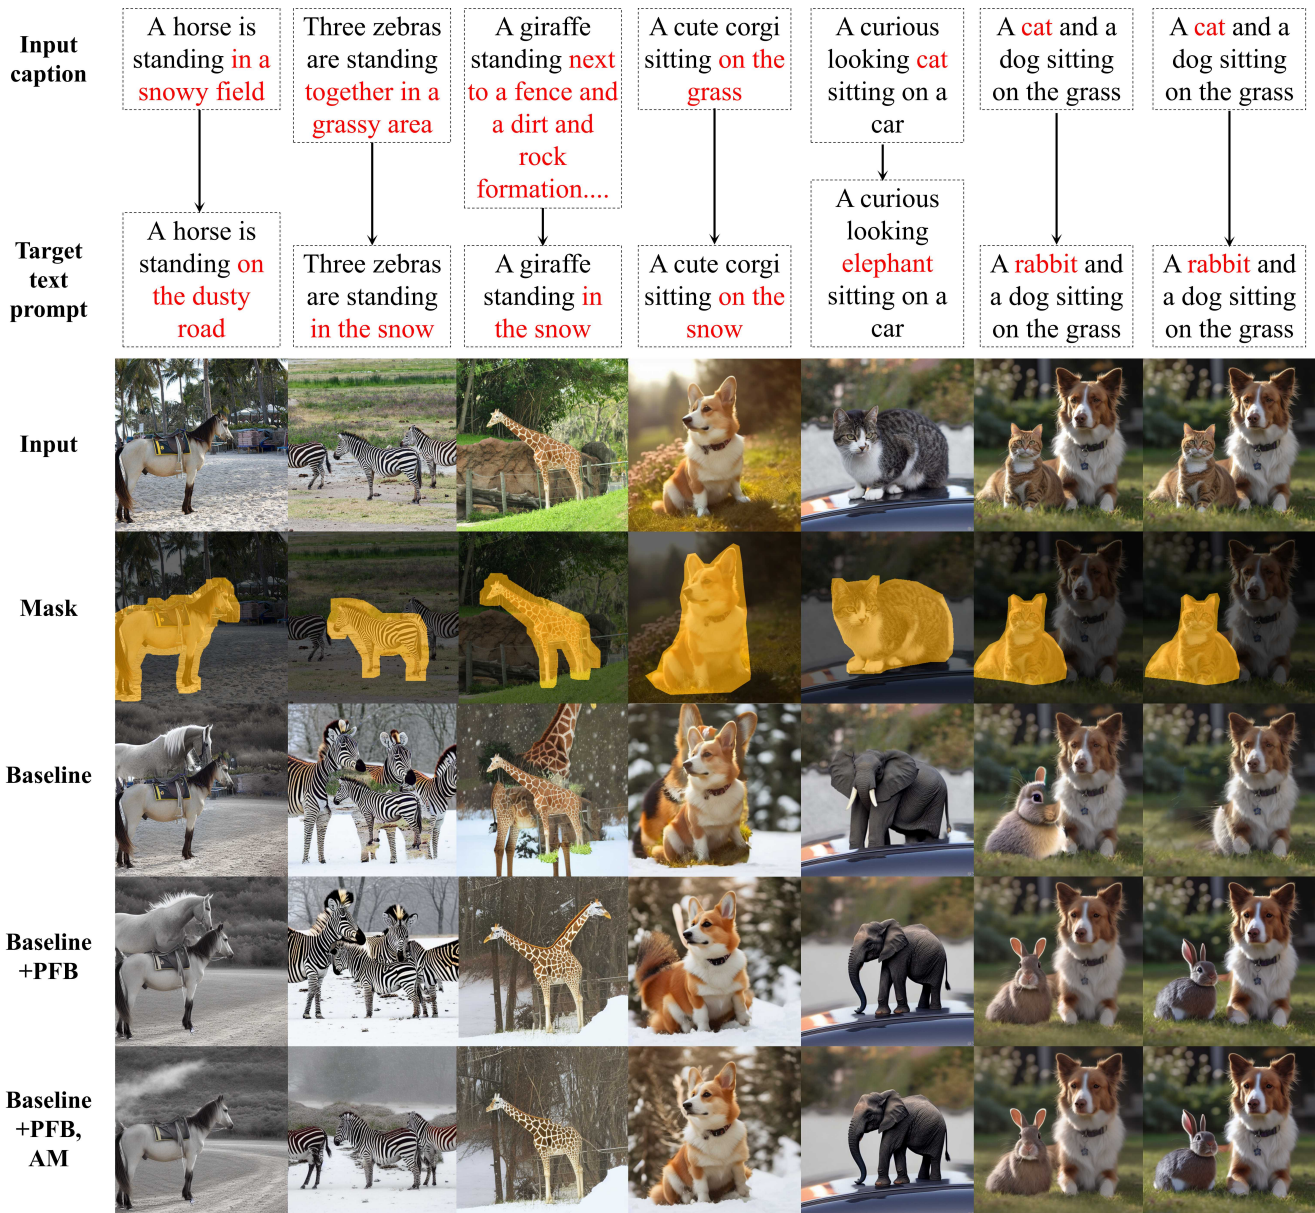 Input
caption
A horse is
standing in a
snowy field
Three zebras
are standing
together in a
grassy area
A giraffe
standing next
to a fence and
a dirt and
rock
formation....
A cute corgi
sitting on the
grass
A curious
looking cat
sitting on a
car
A cat and a
dog sitting
on the grass
A cat and a
dog sitting
on the grass
Target
text
prompt
A horse is
standing on
the dusty
road
Three zebras
are standing
in the snow
A giraffe
standing in
the snow
A cute corgi
sitting on the
snow
A curious
looking
elephant
sitting on a
car
A rabbit and
a dog sitting
on the grass
A rabbit and
a dog sitting
on the grass
Input
Mask
Baseline
Baseline
+PFB
Baseline
+PFB,
AM